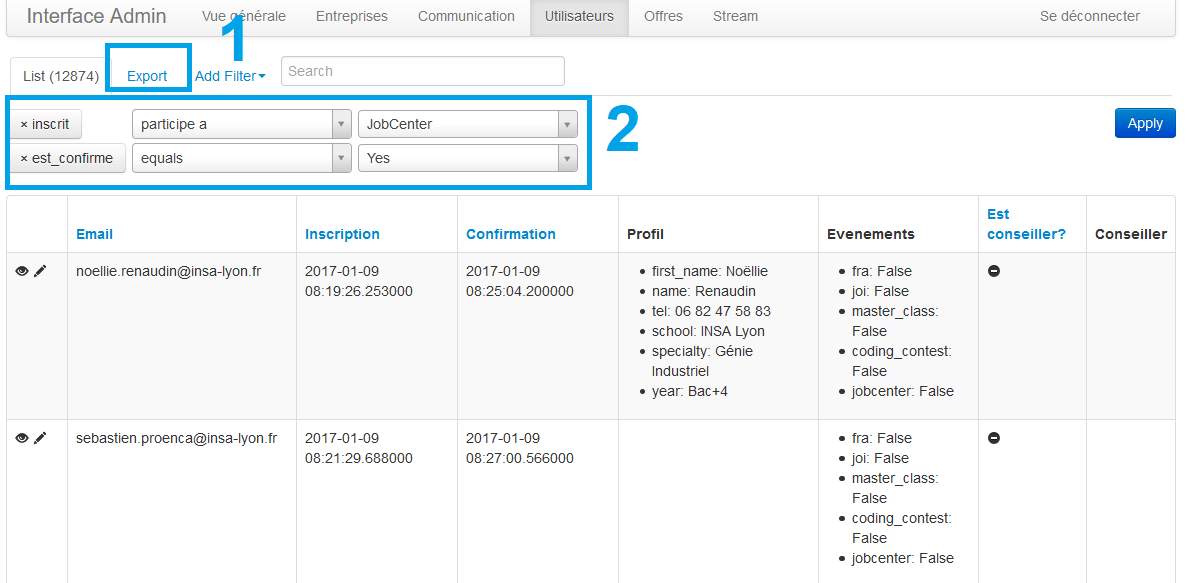 Interface Admin Vue générale Entreprises Communication Utilisateurs Offres Stream Se déconnecter
1
List (12874) Export Add Filter Search
× inscrit participe a JobCenter 2 Apply
× est_confirme equals Yes
Email Inscription Confirmation Profil Evenements Est conseiller? Conseiller
noellie.renaudin@insa-lyon.fr
2017-01-09
08:19:26.253000
2017-01-09
08:25:04.200000
first_name: Noëllie
name: Renaudin
tel: 06 82 47 58 83
school: INSA Lyon
specialty: Génie
Industriel
year: Bac+4
fra: False
joi: False
master_class:
False
coding_contest:
False
jobcenter: False
sebastien.proenca@insa-lyon.fr
2017-01-09
08:21:29.688000
2017-01-09
08:27:00.566000
fra: False
joi: False
master_class:
False
coding_contest:
False
jobcenter: False